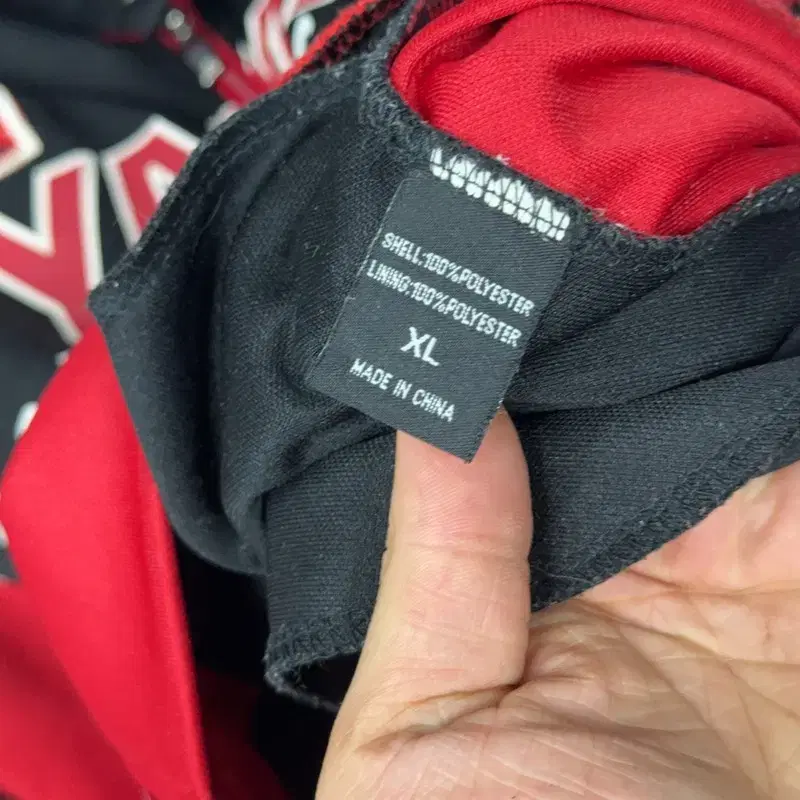 SHELL:100%POLYESTER
LINING:100%POLYESTER
XL
MADE IN CHINA